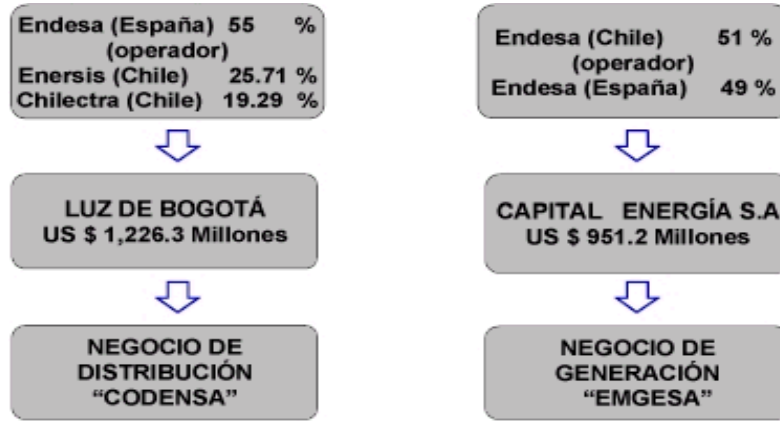 Endesa (España) 55 %
(operador)
Enersis (Chile) 25.71 %
Chilectra (Chile) 19.29 %
LUZ DE BOGOTÁ
US $ 1,226.3 Millones
NEGOCIO DE
DISTRIBUCIÓN
“CODENSA”
Endesa (Chile) 51 %
(operador)
Endesa (España) 49 %
CAPITAL ENERGÍA S.A
US $ 951.2 Millones
NEGOCIO DE
GENERACIÓN
“EMGESA”